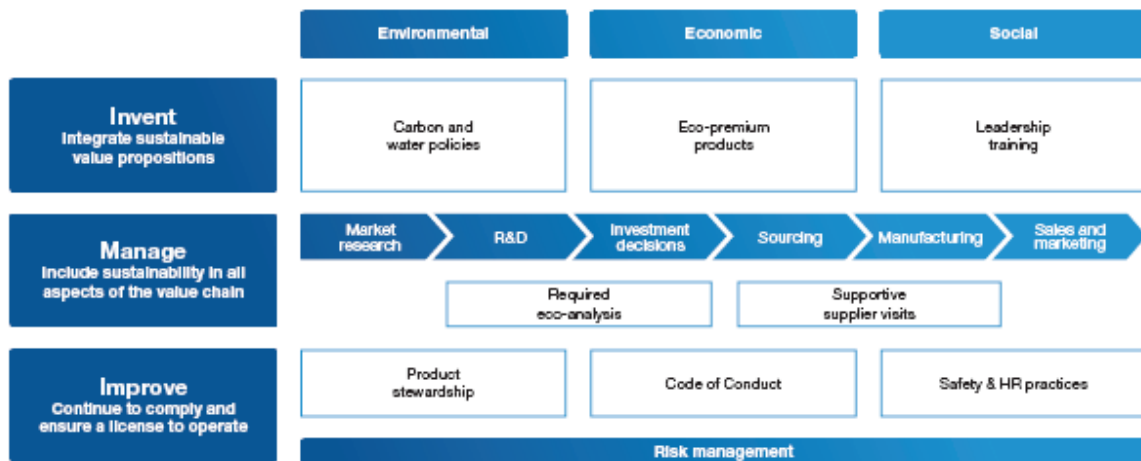 Environmental
Economic
Social
Invent
Integrate sustainable
value propositions
Carbon and
water policies
Eco-premium
products
Leadership
training
Manage
Include sustainability in all
aspects of the value chain
Market
research
R&D
Investment
decisions
Sourcing
Manufacturing
Sales and
marketing
Required
eco-analysis
Supportive
supplier visits
Improve
Continue to comply and
ensure a license to operate
Product
stewardship
Code of Conduct
Safety & HR practices
Risk management